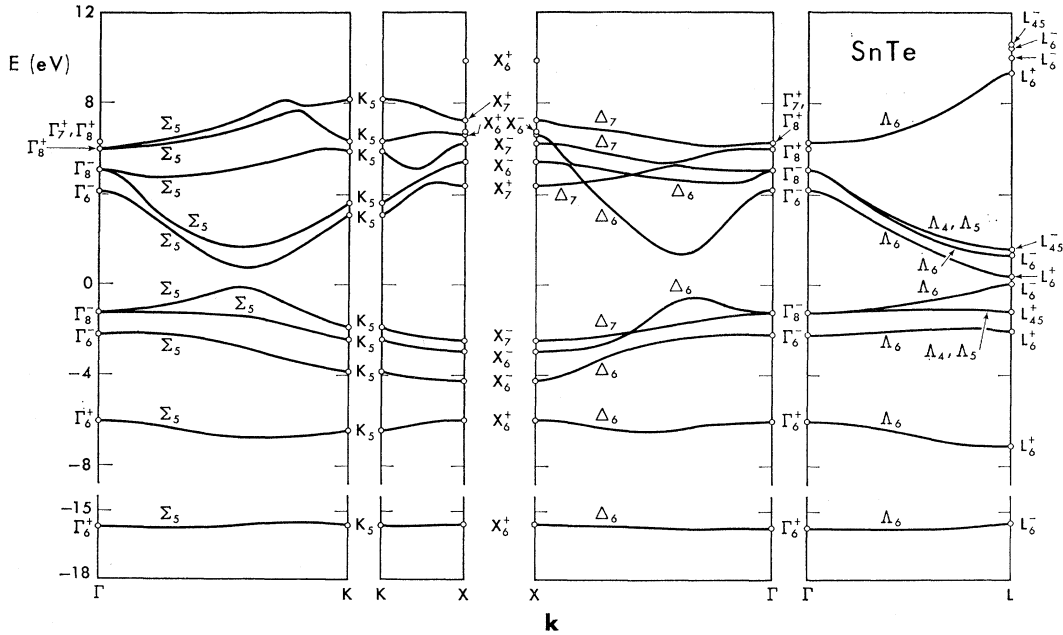 12
E (eV)
8
4
0
−4
−8
−15
−18
SnTe
Γ₇⁺, Γ₈⁺
Γ₈⁺
Γ₈⁻
Γ₆⁻
Γ₈⁻
Γ₆⁻
Γ₆⁺
Γ₆⁺
Σ₅
Σ₅
Σ₅
Σ₅
Σ₅
Σ₅
Σ₅
Σ₅
Σ₅
Σ₅
K₅
K₅
K₅
K₅
K₅
K₅
K₅
K₅
K₅
K₅
X₆⁺
X₇⁺
X₆⁺ X₆⁻
X₇⁻
X₆⁻
X₇⁺
X₇⁻
X₆⁻
X₆⁻
X₆⁺
X₆⁺
Δ₇
Δ₇
Δ₇
Δ₆
Δ₆
Δ₆
Δ₇
Δ₆
Δ₆
Δ₆
Γ₇⁺,
Γ₈⁺
Γ₈⁺
Γ₈⁻
Γ₆⁻
Γ₈⁻
Γ₆⁻
Γ₆⁺
Γ₆⁺
Λ₆
Λ₄, Λ₅
Λ₆
Λ₆
Λ₆
Λ₆
Λ₄, Λ₅
Λ₆
Λ₆
L₄₅⁻
L₆⁻
L₆⁻
L₆⁺
L₄₅⁻
L₆⁻
L₆⁺
L₆⁻
L₄₅⁺
L₆⁺
L₆⁺
L₆⁻
Γ K K X X Γ Γ L
k